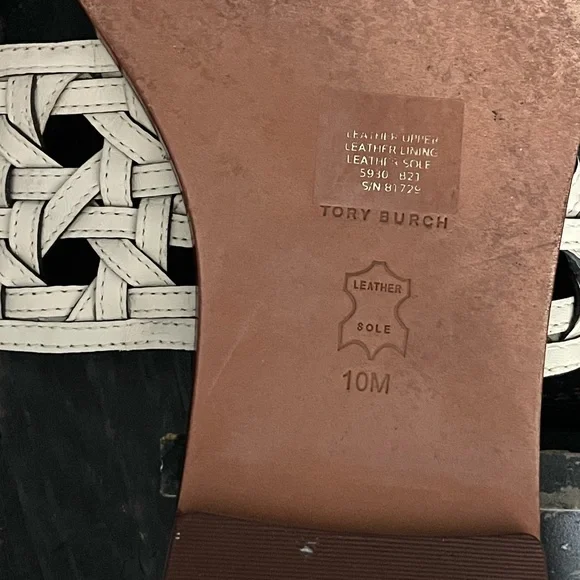 LEATHER UPPER
LEATHER LINING
LEATHER SOLE
5930 B21
S/N 81729
TORY BURCH
LEATHER
SOLE
10M